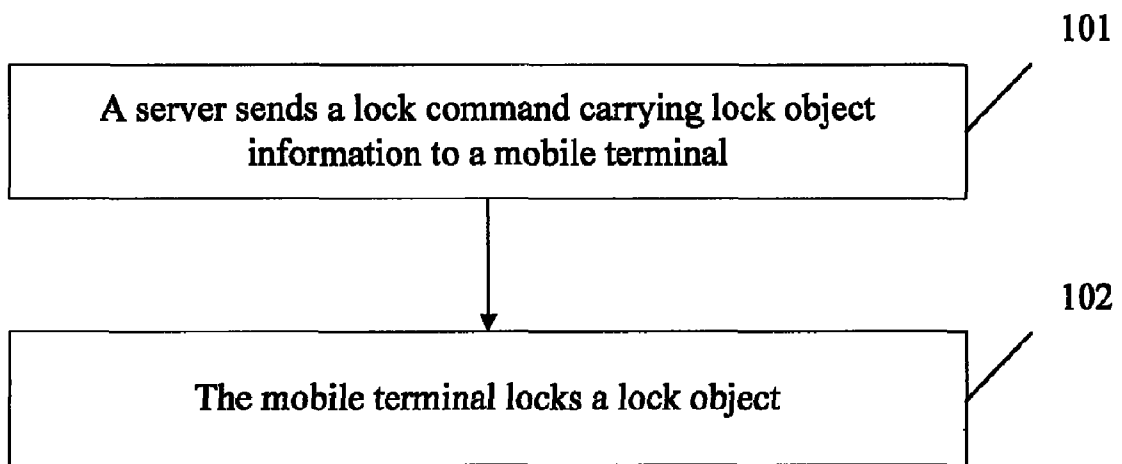 101
A server sends a lock command carrying lock object
information to a mobile terminal
102
The mobile terminal locks a lock object